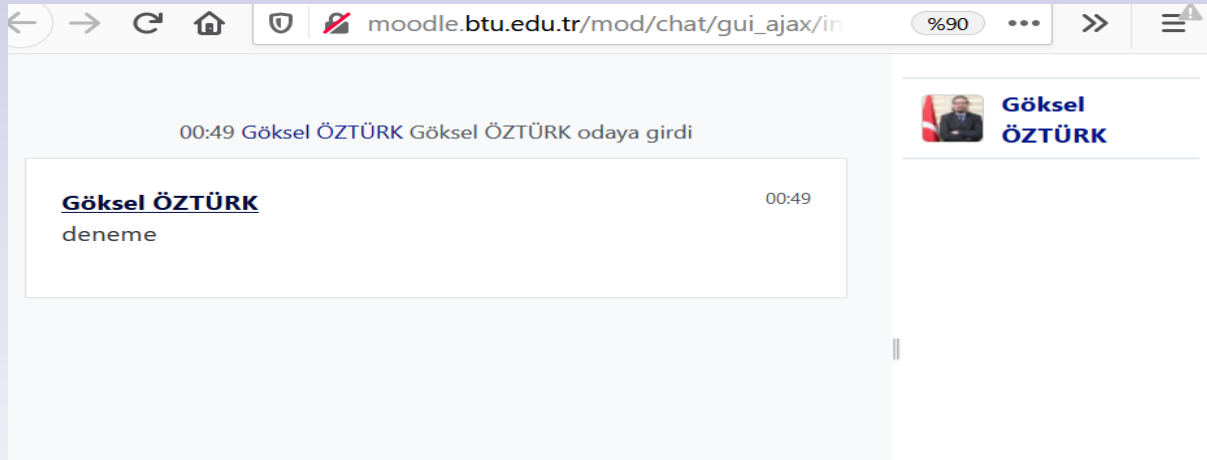 moodle.btu.edu.tr/mod/chat/gui_ajax/in
%90
00:49 Göksel ÖZTÜRK Göksel ÖZTÜRK odaya girdi
Göksel ÖZTÜRK
00:49
deneme
Göksel
ÖZTÜRK